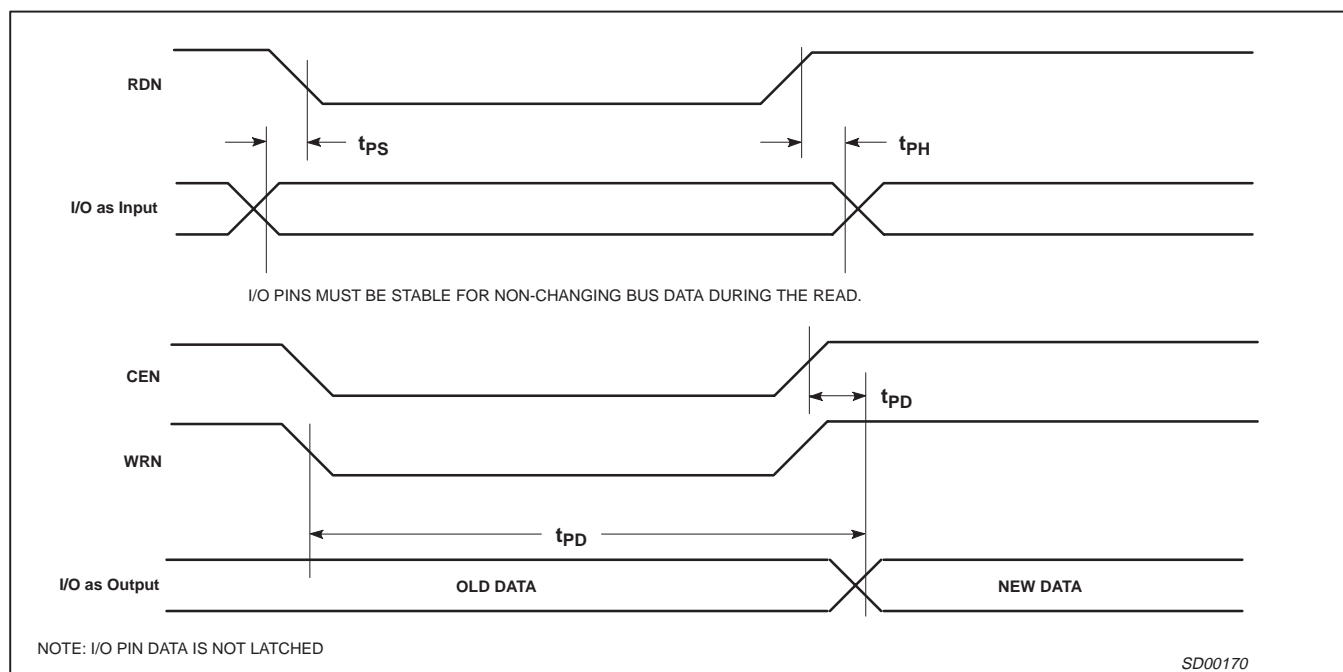 RDN
tPS
tPH
I/O as Input
I/O PINS MUST BE STABLE FOR NON-CHANGING BUS DATA DURING THE READ.
CEN
tPD
WRN
tPD
I/O as Output
OLD DATA
NEW DATA
NOTE: I/O PIN DATA IS NOT LATCHED
SD00170